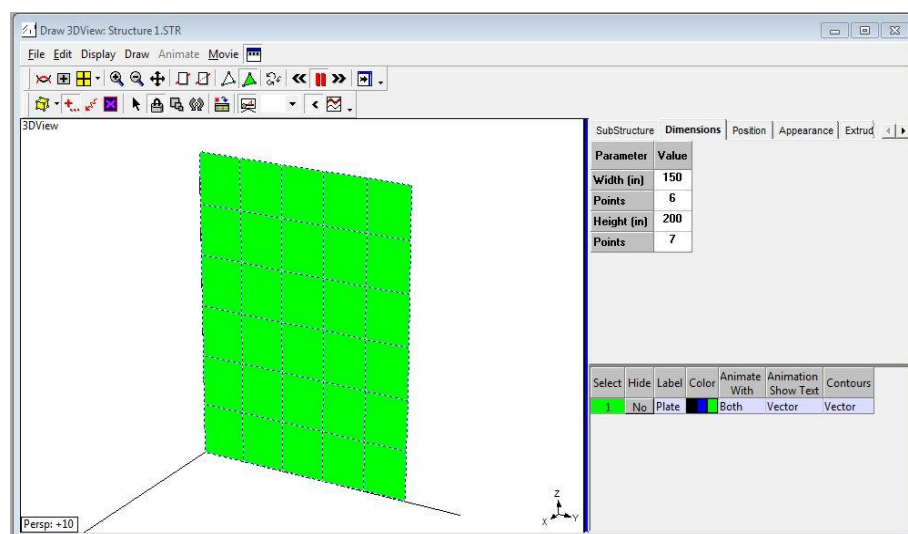 Draw 3DView: Structure 1.STR
File Edit Display Draw Animate Movie
3DView
SubStructure Dimensions Position Appearance Extrud
Parameter Value
Width (in) 150
Points 6
Height (in) 200
Points 7
Select Hide Label Color Animate With Animation Show Text Contours
1 No Plate Both Vector Vector
Z
X Y
Persp: +10